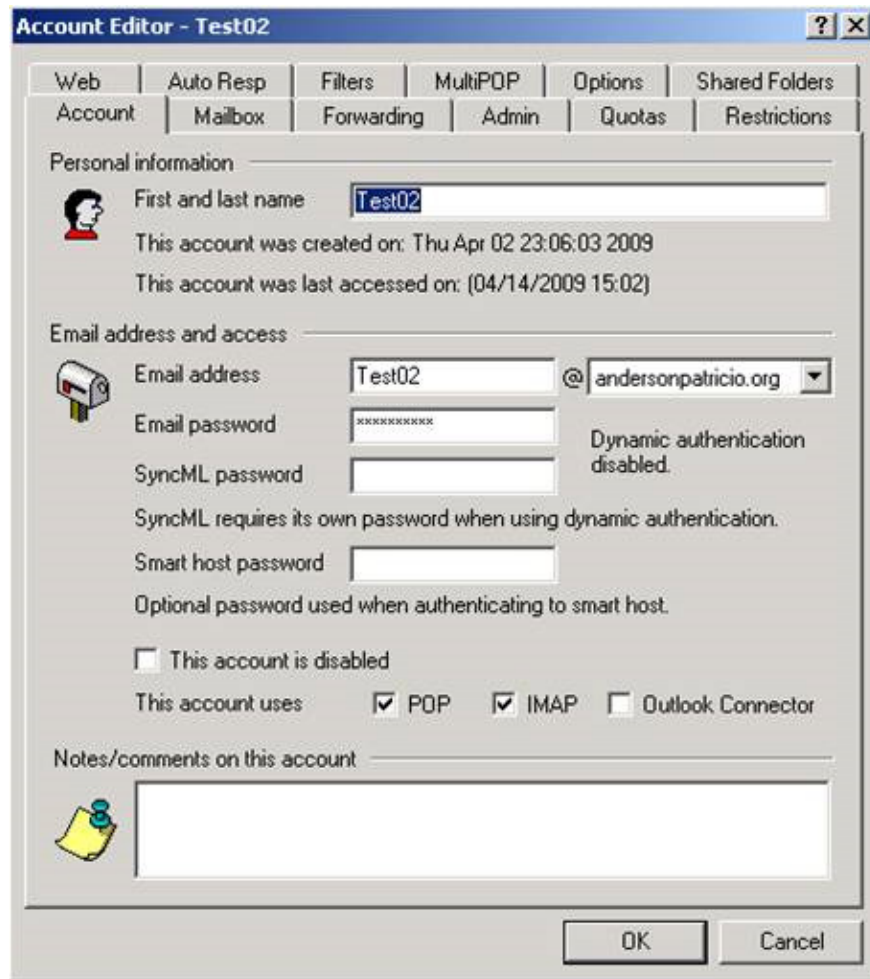 Account Editor - Test02
Web Auto Resp Filters MultiPOP Options Shared Folders
Account Mailbox Forwarding Admin Quotas Restrictions
Personal information
First and last name Test02
This account was created on: Thu Apr 02 23:06:03 2009
This account was last accessed on: (04/14/2009 15:02)
Email address and access
Email address Test02 @ andersonpatricio.org
Email password ××××××××××
Dynamic authentication
disabled.
SyncML password
SyncML requires its own password when using dynamic authentication.
Smart host password
Optional password used when authenticating to smart host.
This account is disabled
This account uses POP IMAP Outlook Connector
Notes/comments on this account
OK Cancel